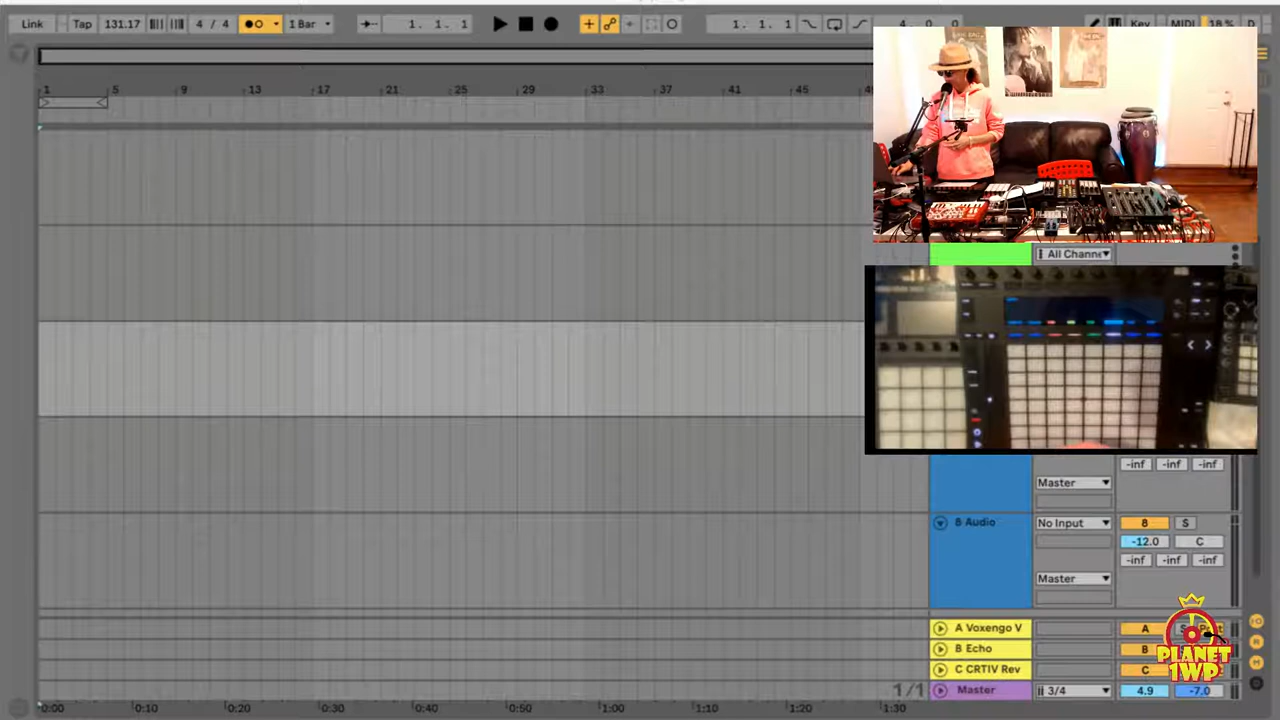 Link Tap 131.17 4 / 4 1 Bar 1. 1. 1 1. 1. 1 4. 0. 0 Key MIDI 18 % D
1 5 9 13 17 21 25 29 33 37 41 45
All Channe
-inf -inf -inf
Master
8 Audio No Input 8 S
-12.0 C
-inf -inf -inf
Master
A Voxengo V A S
B Echo B
C CRTIV Rev C
1/1 Master 3/4 4.9 -7.0
0:00 0:10 0:20 0:30 0:40 0:50 1:00 1:10 1:20 1:30
PLANET
1WP